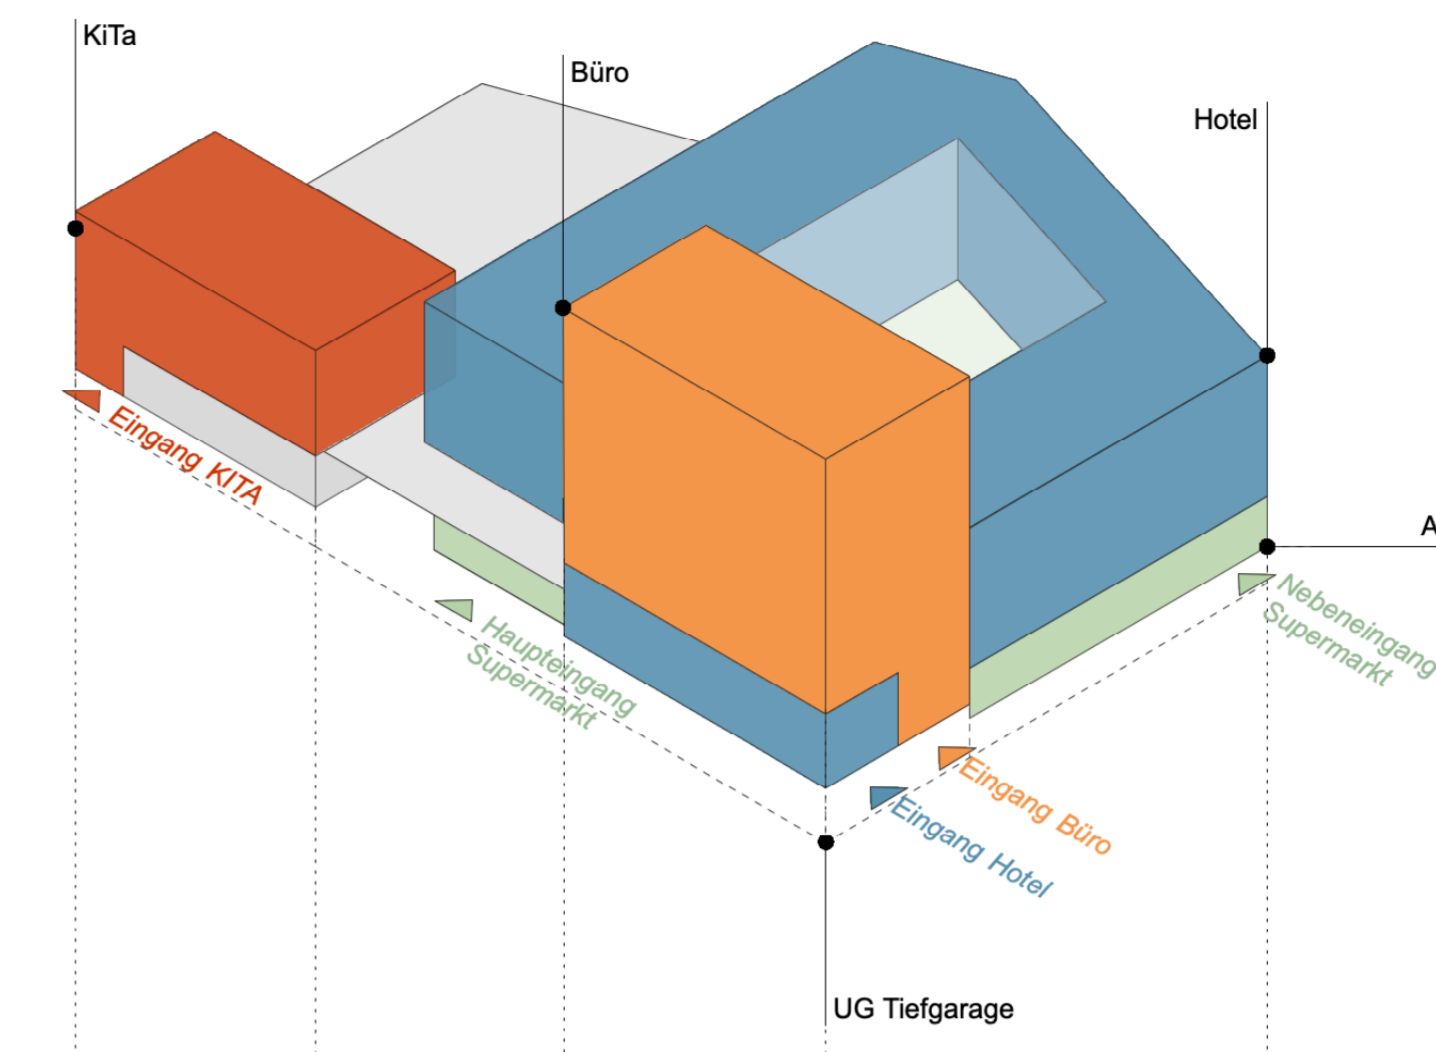 KiTa
Büro
Hotel
A
Eingang KITA
Haupteingang
Supermarkt
Nebeneingang
Supermarkt
Eingang Büro
Eingang Hotel
UG Tiefgarage